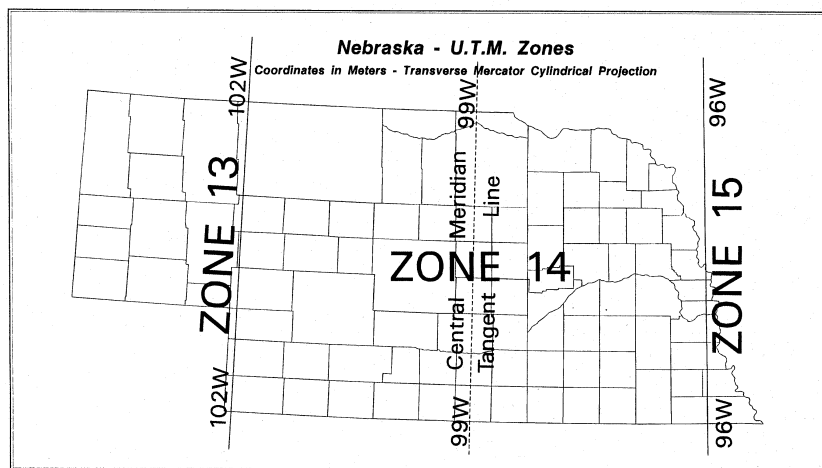 Nebraska - U.T.M. Zones
Coordinates in Meters - Transverse Mercator Cylindrical Projection
102W
99W
96W
ZONE 13
Central Meridian
Tangent Line
ZONE 14
ZONE 15
102W
99W
96W